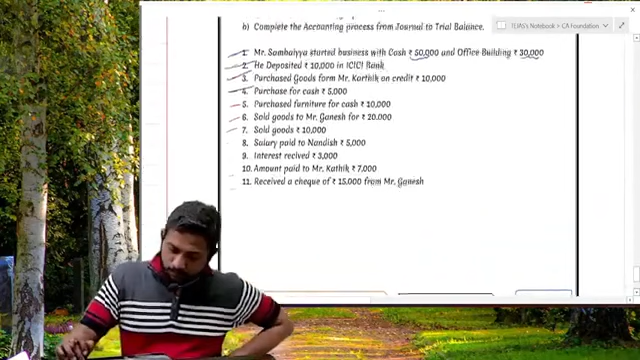 TEJAS's Notebook > CA Foundation
b) Complete the Accounting process from Journal to Trial Balance.
1. Mr. Sambaiyya started business with Cash ₹ 50,000 and Office Building ₹ 30,000
2. He Deposited ₹ 10,000 in ICICI Bank
3. Purchased Goods form Mr. Karthik on credit ₹ 10,000
4. Purchase for cash ₹ 5,000
5. Purchased furniture for cash ₹ 10,000
6. Sold goods to Mr. Ganesh for ₹ 20.000
7. Sold goods ₹ 10,000
8. Salary paid to Nandish ₹ 5,000
9. Interest recived ₹ 3,000
10. Amount paid to Mr. Kathik ₹ 7,000
11. Received a cheque of ₹ 15,000 from Mr. Ganesh